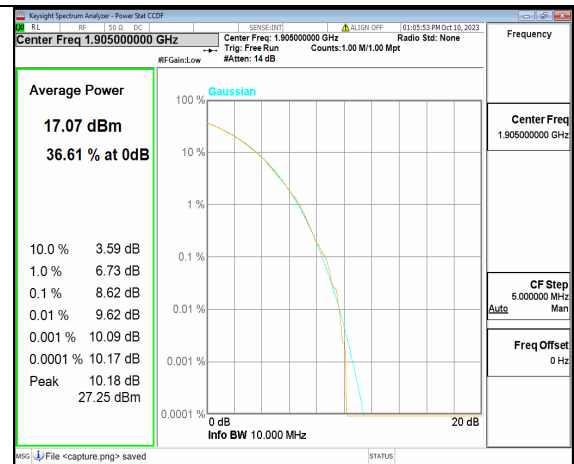 Keysight Spectrum Analyzer - Power Stat CCDF
RL RF 50 Ω DC SENSE:INT ALIGN OFF 01:05:53 PM Oct 10, 2023
Center Freq 1.905000000 GHz
Center Freq: 1.905000000 GHz Radio Std: None
Trig: Free Run Counts:1.00 M/1.00 Mpt
#IFGain:Low #Atten: 14 dB
Frequency
Average Power
17.07 dBm
36.61 % at 0dB
10.0 % 3.59 dB
1.0 % 6.73 dB
0.1 % 8.62 dB
0.01 % 9.62 dB
0.001 % 10.09 dB
0.0001 % 10.17 dB
Peak 10.18 dB
27.25 dBm
Gaussian
100 %
10 %
1 %
0.1 %
0.01 %
0.001 %
0.0001 %
0 dB 20 dB
Info BW 10.000 MHz
Center Freq
1.905000000 GHz
CF Step
5.000000 MHz
Auto Man
Freq Offset
0 Hz
MSG File <capture.png> saved STATUS